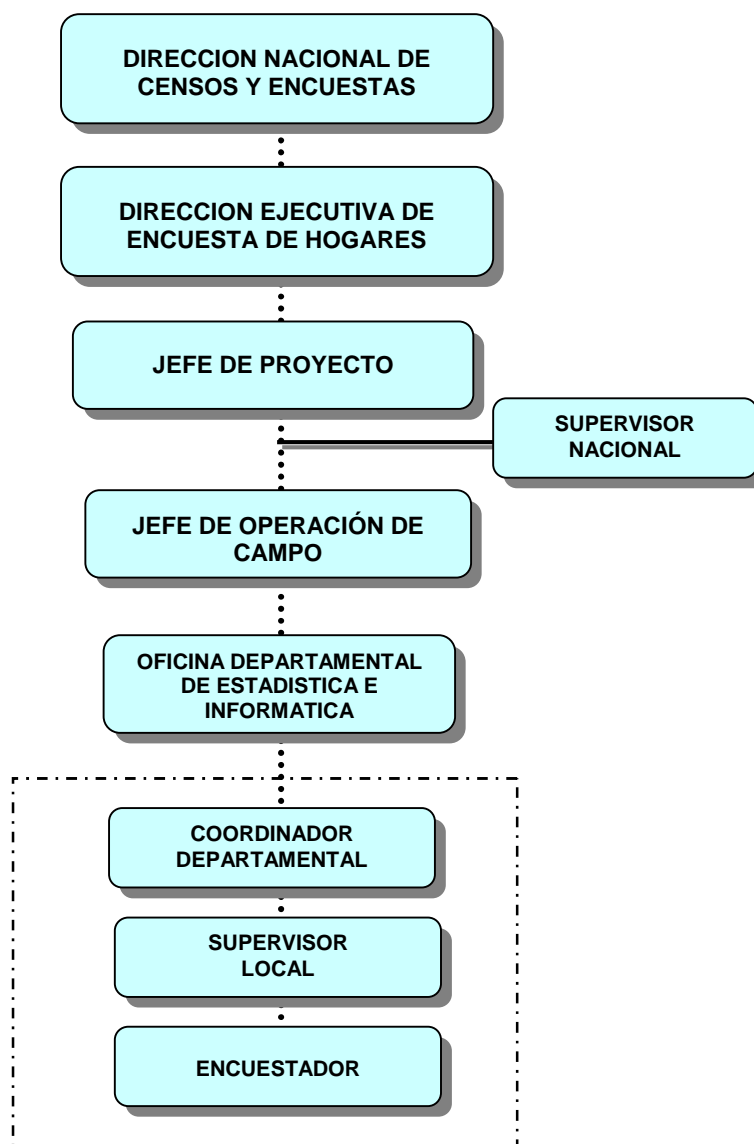 DIRECCION NACIONAL DE
CENSOS Y ENCUESTAS
DIRECCION EJECUTIVA DE
ENCUESTA DE HOGARES
JEFE DE PROYECTO
SUPERVISOR
NACIONAL
JEFE DE OPERACIÓN DE
CAMPO
OFICINA DEPARTAMENTAL
DE ESTADISTICA E
INFORMATICA
COORDINADOR
DEPARTAMENTAL
SUPERVISOR
LOCAL
ENCUESTADOR